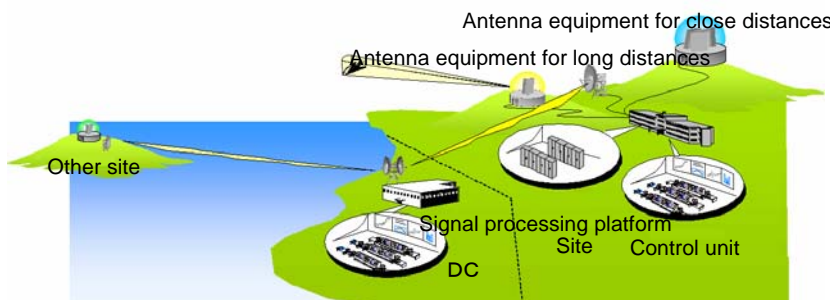 Antenna equipment for close distances
Antenna equipment for long distances
Other site
Signal processing platform
Site
Control unit
DC